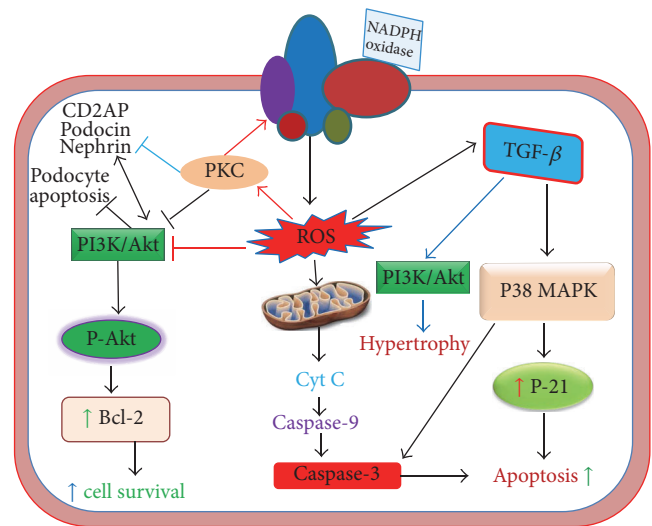 NADPH
oxidase
CD2AP
Podocin
Nephrin
Podocyte
apoptosis
PKC
TGF-β
ROS
PI3K/Akt
PI3K/Akt
P38 MAPK
P-Akt
Hypertrophy
Cyt C
↑ P-21
↑ Bcl-2
Caspase-9
Caspase-3
Apoptosis ↑
↑ cell survival